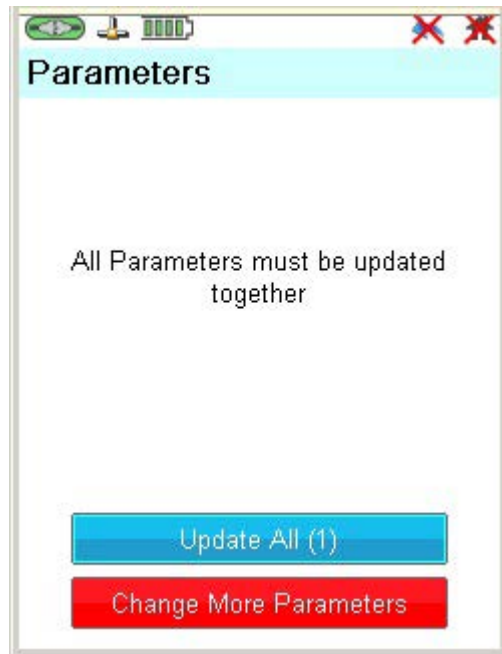 Parameters
All Parameters must be updated
together
Update All (1)
Change More Parameters